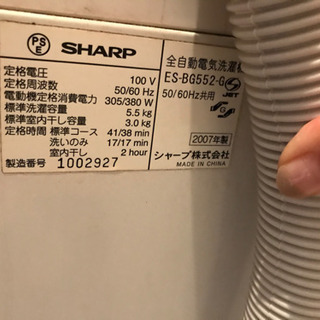 PS
E
SHARP
全自動電気洗濯機
ES-BG552-G
定格電圧 100 V
定格周波数 50/60 Hz
50/60Hz共用
電動機定格消費電力 305/380 W
標準洗濯容量 5.5 kg
標準室内干し容量 3.0 kg
JET
定格時間 標準コース 41/38 min
洗いのみ 17/17 min
2007年製
室内干し 2 hour
シャープ株式会社
製造番号 1002927
MADE IN CHINA